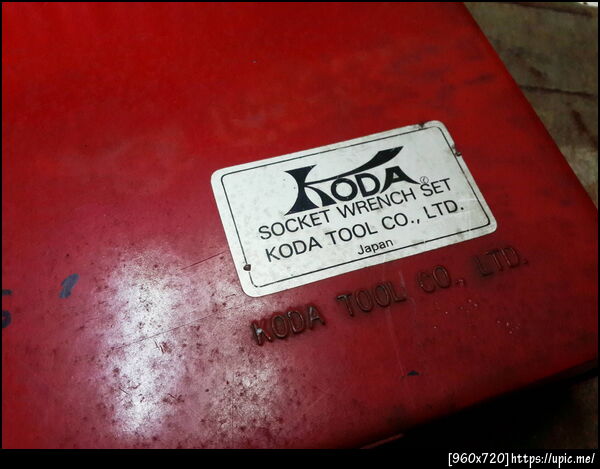 KODA
SOCKET WRENCH SET
KODA TOOL CO., LTD.
Japan
KODA TOOL CO., LTD.
[960x720]https://upic.me/